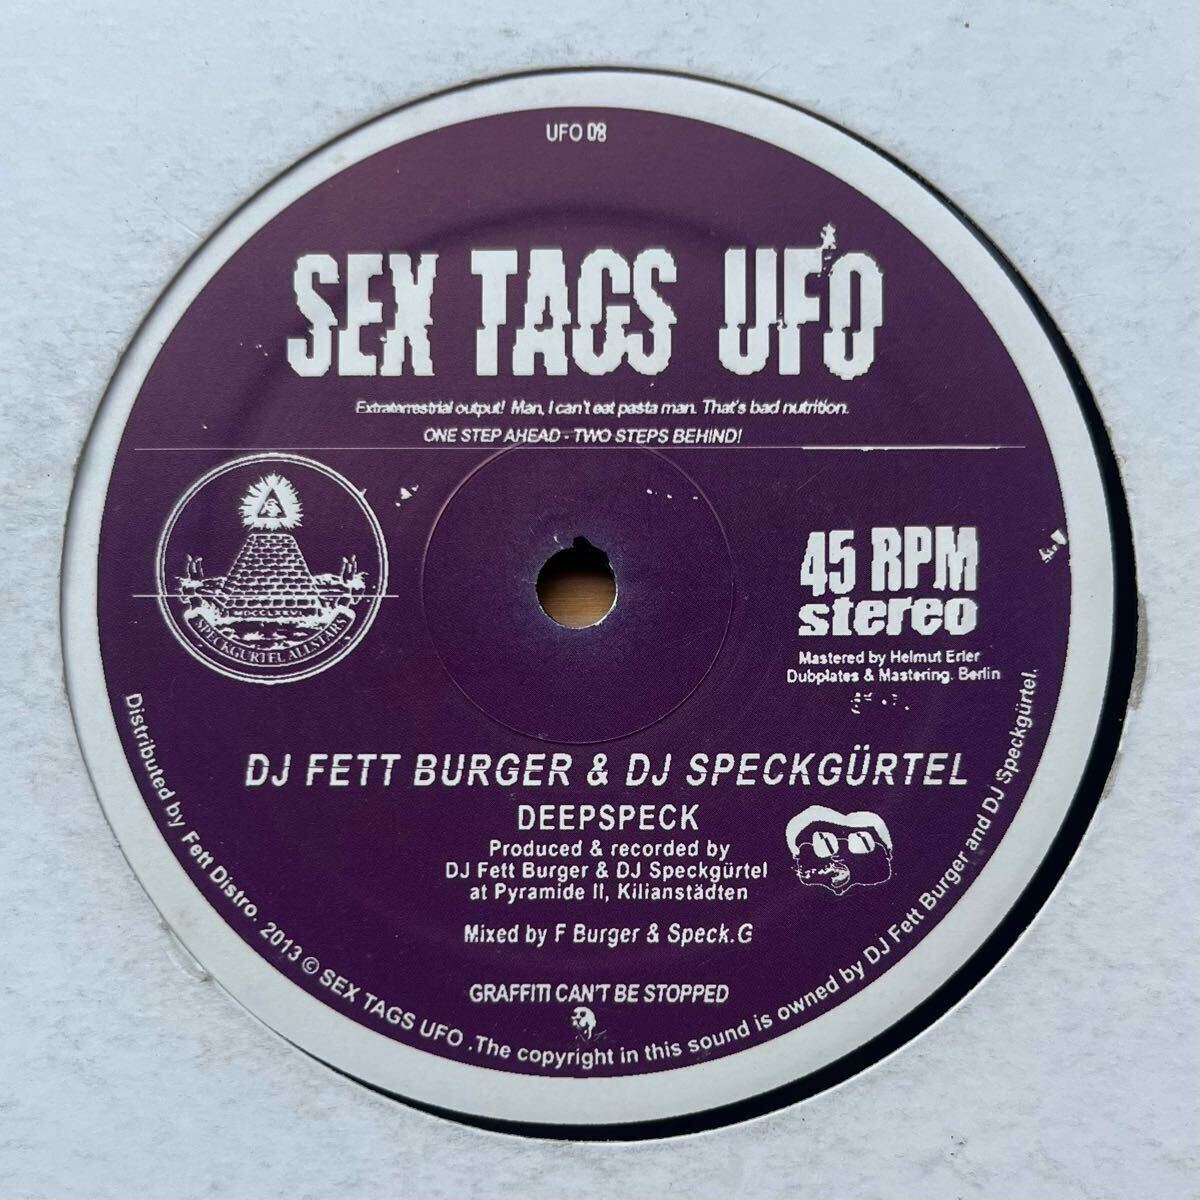 UFO 08
SEX TAGS UFO
Extraterrestrial output! Man, I can't eat pasta man. That's bad nutrition.
ONE STEP AHEAD - TWO STEPS BEHIND!
MDCCLXXVI
SPECKGÜRTEL ALLSTARS
45 RPM
stereo
Mastered by Helmut Erler
Dubplates & Mastering. Berlin
DJ FETT BURGER & DJ SPECKGÜRTEL
DEEPSPECK
Produced & recorded by
DJ Fett Burger & DJ Speckgürtel
at Pyramide II, Kilianstädten
Mixed by F Burger & Speck.G
GRAFFITI CAN'T BE STOPPED
Distributed by Fett Distro. 2013 © SEX TAGS UFO .The copyright in this sound is owned by DJ Fett Burger and DJ Speckgürtel.